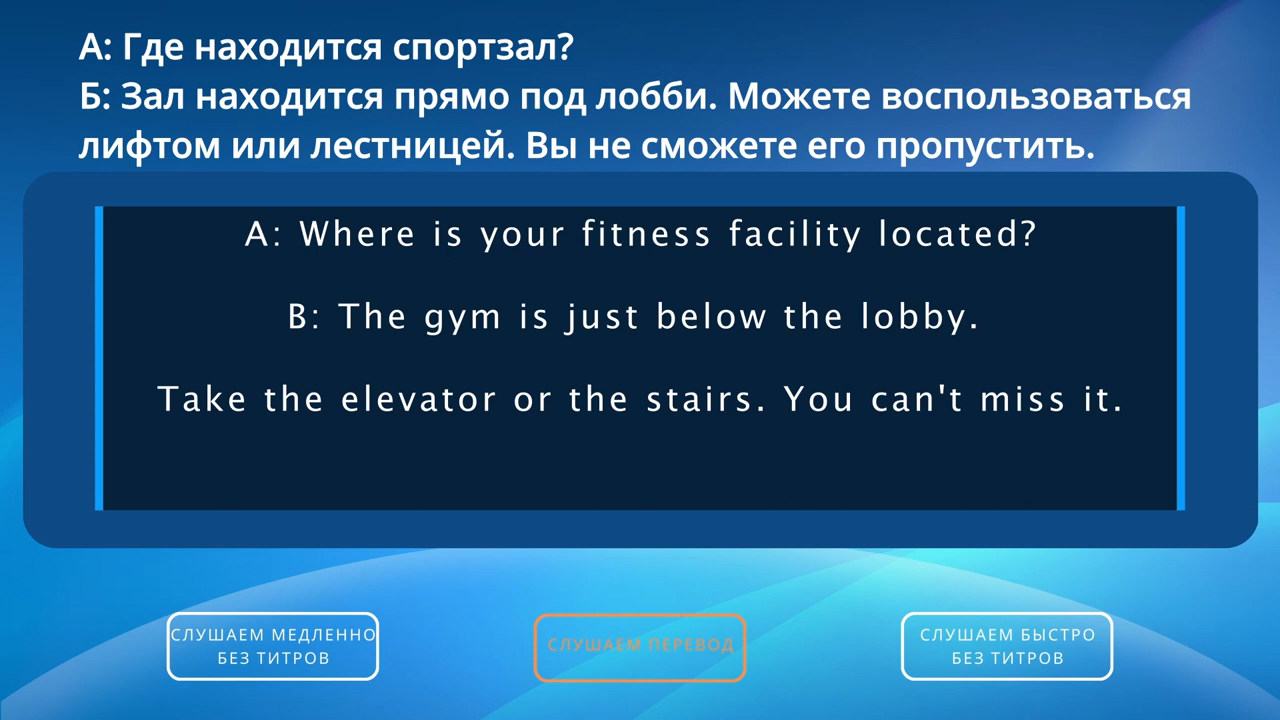 А: Где находится спортзал?
Б: Зал находится прямо под лобби. Можете воспользоваться
лифтом или лестницей. Вы не сможете его пропустить.
A: Where is your fitness facility located?
B: The gym is just below the lobby.
Take the elevator or the stairs. You can't miss it.
СЛУШАЕМ МЕДЛЕННО
БЕЗ ТИТРОВ
СЛУШАЕМ ПЕРЕВОД
СЛУШАЕМ БЫСТРО
БЕЗ ТИТРОВ